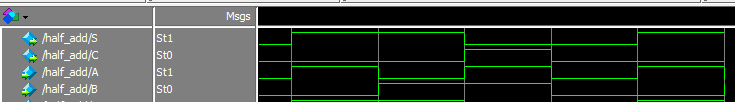 Msgs
/half_add/S St1
/half_add/C St0
/half_add/A St1
/half_add/B St0